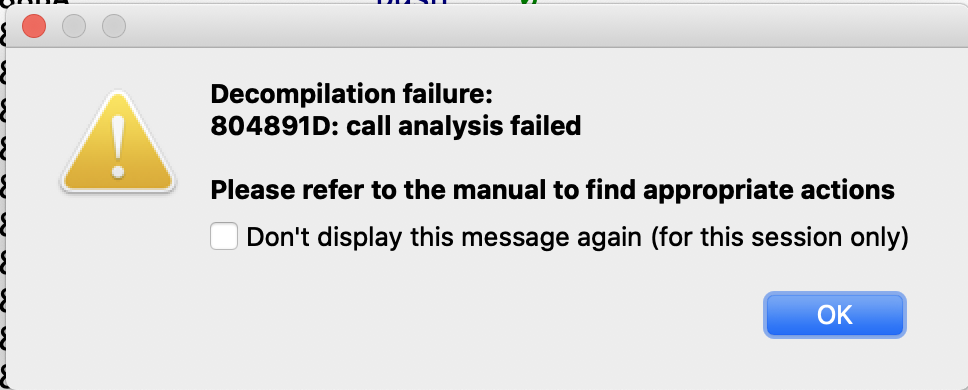 Decompilation failure:
804891D: call analysis failed
Please refer to the manual to find appropriate actions
Don't display this message again (for this session only)
OK